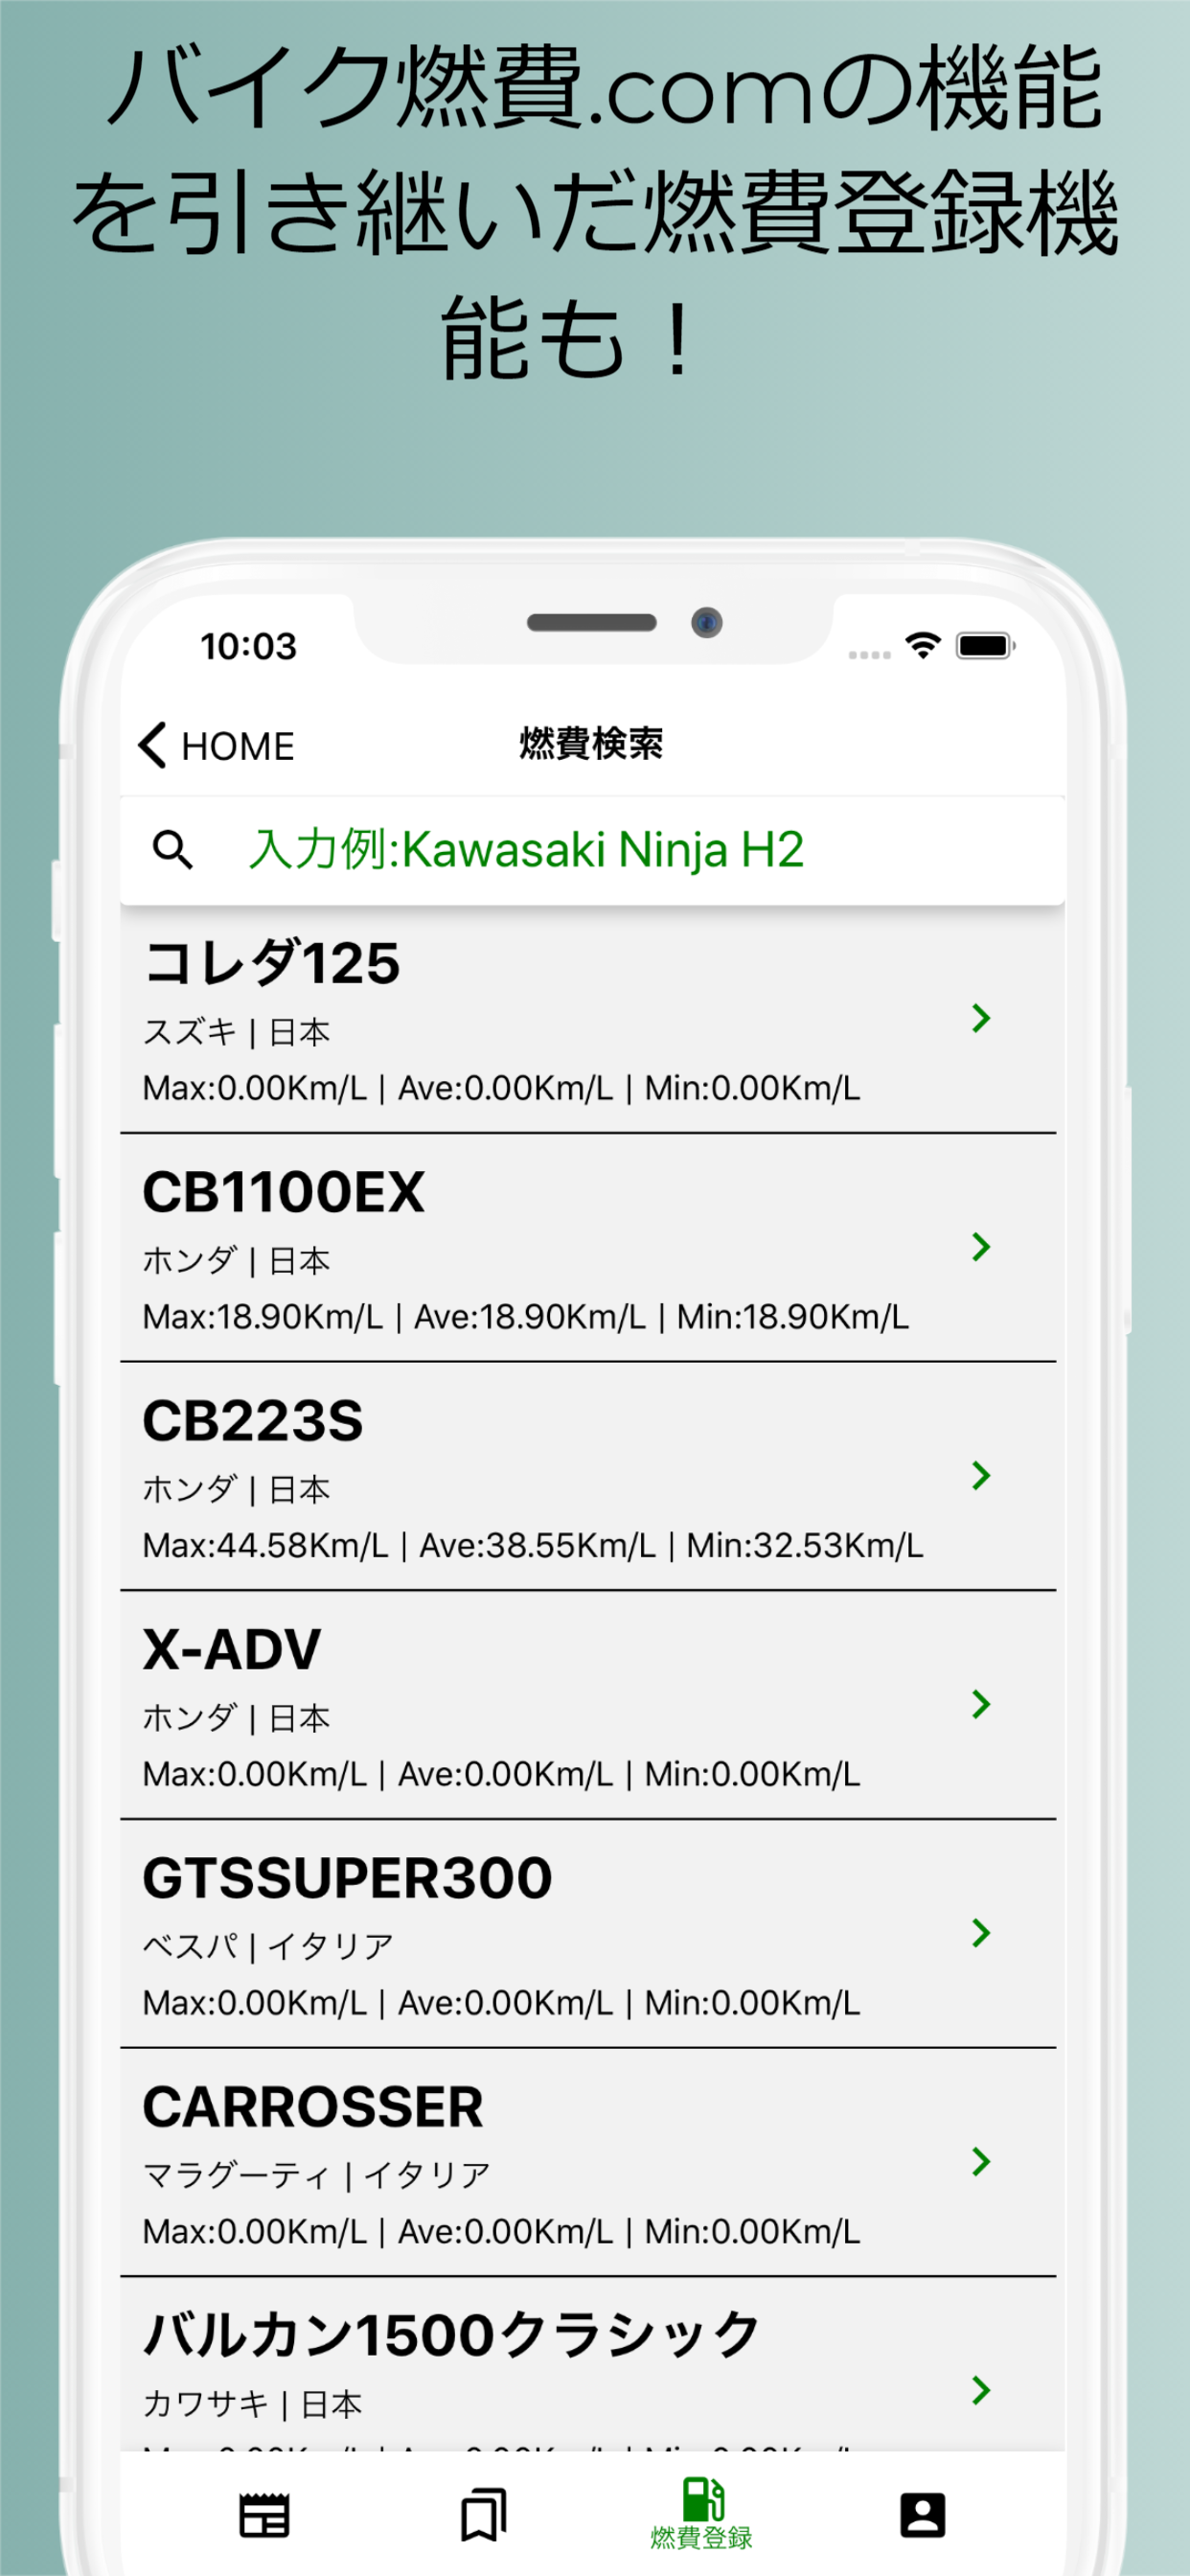 バイク燃費.comの機能
を引き継いだ燃費登録機
能も！
10:03
HOME
燃費検索
入力例:Kawasaki Ninja H2
コレダ125
スズキ | 日本
Max:0.00Km/L | Ave:0.00Km/L | Min:0.00Km/L
CB1100EX
ホンダ | 日本
Max:18.90Km/L | Ave:18.90Km/L | Min:18.90Km/L
CB223S
ホンダ | 日本
Max:44.58Km/L | Ave:38.55Km/L | Min:32.53Km/L
X-ADV
ホンダ | 日本
Max:0.00Km/L | Ave:0.00Km/L | Min:0.00Km/L
GTSSUPER300
ベスパ | イタリア
Max:0.00Km/L | Ave:0.00Km/L | Min:0.00Km/L
CARROSSER
マラグーティ | イタリア
Max:0.00Km/L | Ave:0.00Km/L | Min:0.00Km/L
バルカン1500クラシック
カワサキ | 日本
燃費登録